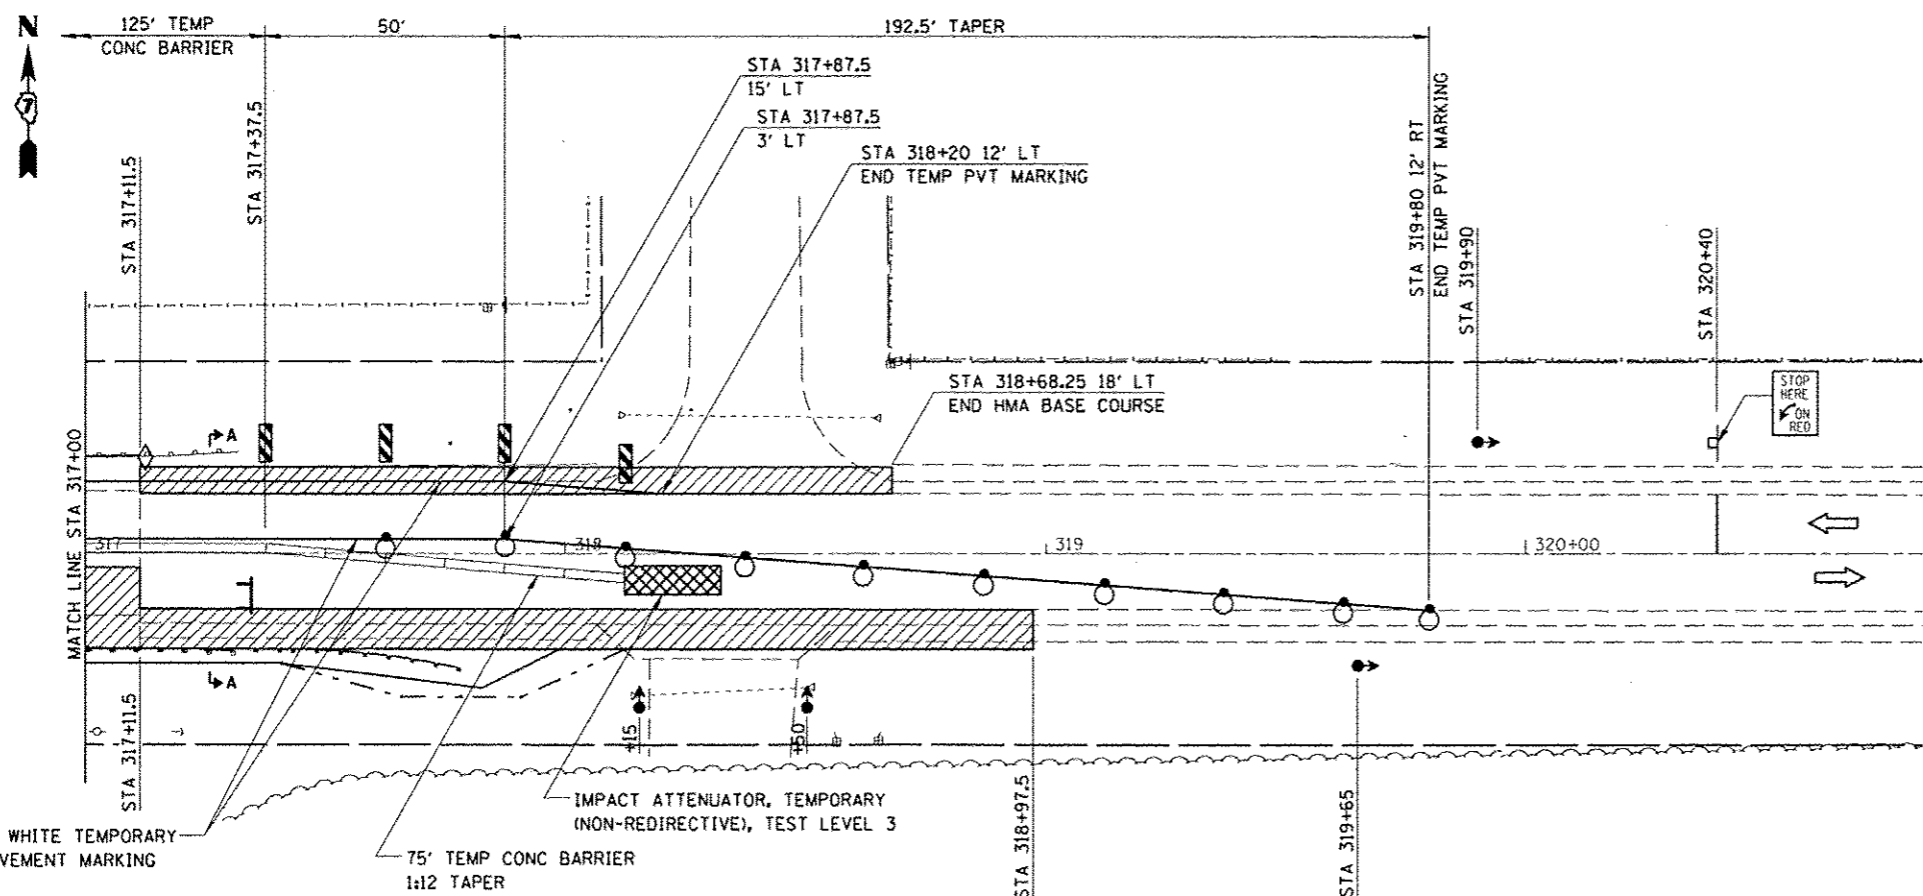 N
7
125' TEMP
CONC BARRIER
50'
192.5' TAPER
STA 317+87.5
15' LT
STA 317+87.5
3' LT
STA 318+20 12' LT
END TEMP PVT MARKING
STA 317+11.5
STA 317+37.5
STA 319+80 12' RT
END TEMP PVT MARKING
STA 319+90
STA 320+40
STOP
HERE
ON
RED
STA 318+68.25 18' LT
END HMA BASE COURSE
A
MATCH LINE STA 317+00
317
318
319
320+00
A
STA 317+11.5
+15
+50
STA 318+97.5
STA 319+65
IMPACT ATTENUATOR, TEMPORARY
(NON-REDIRECTIVE), TEST LEVEL 3
WHITE TEMPORARY
VEMENT MARKING
75' TEMP CONC BARRIER
1:12 TAPER